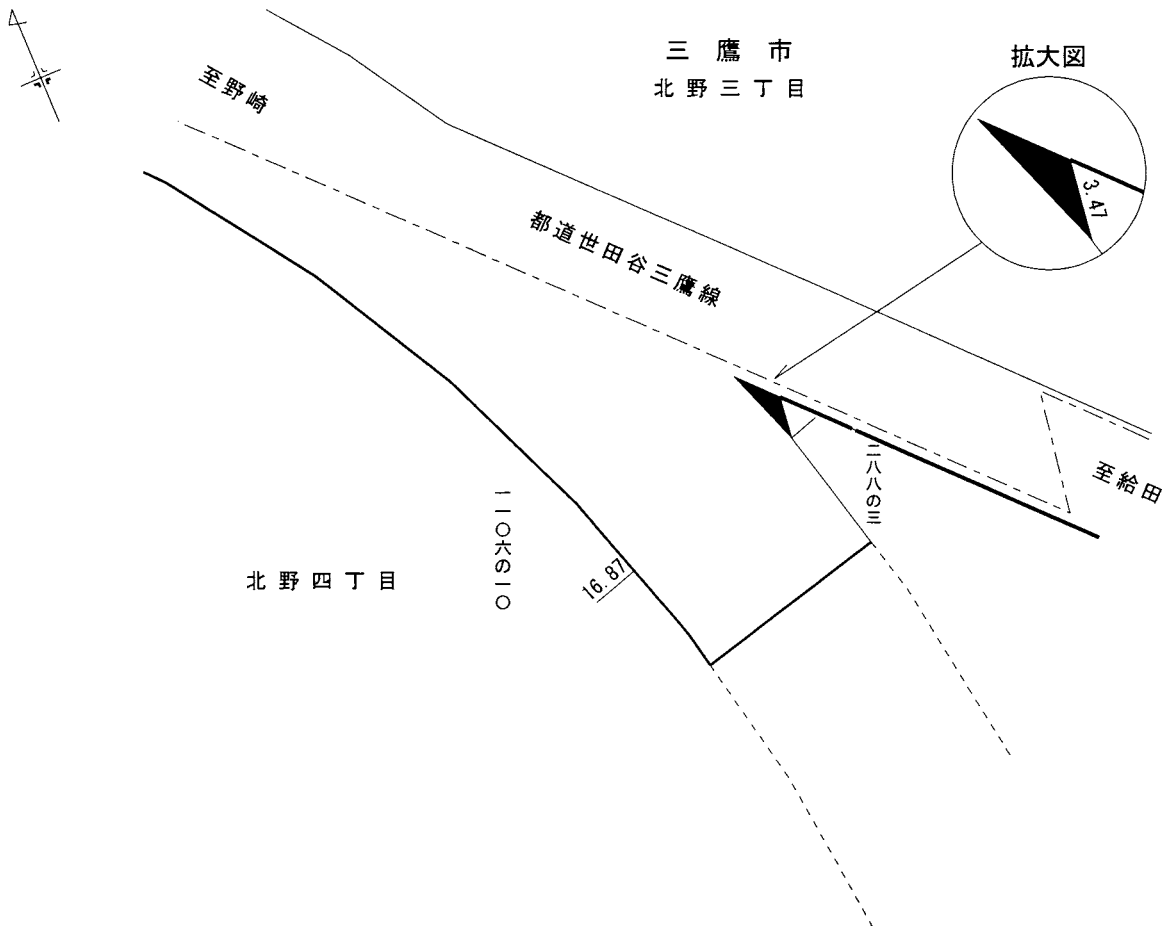 三鷹市
北野三丁目
拡大図
至野崎
3.47
都道世田谷三鷹線
二八八の三
至給田
一一〇六の一〇
16.87
北野四丁目